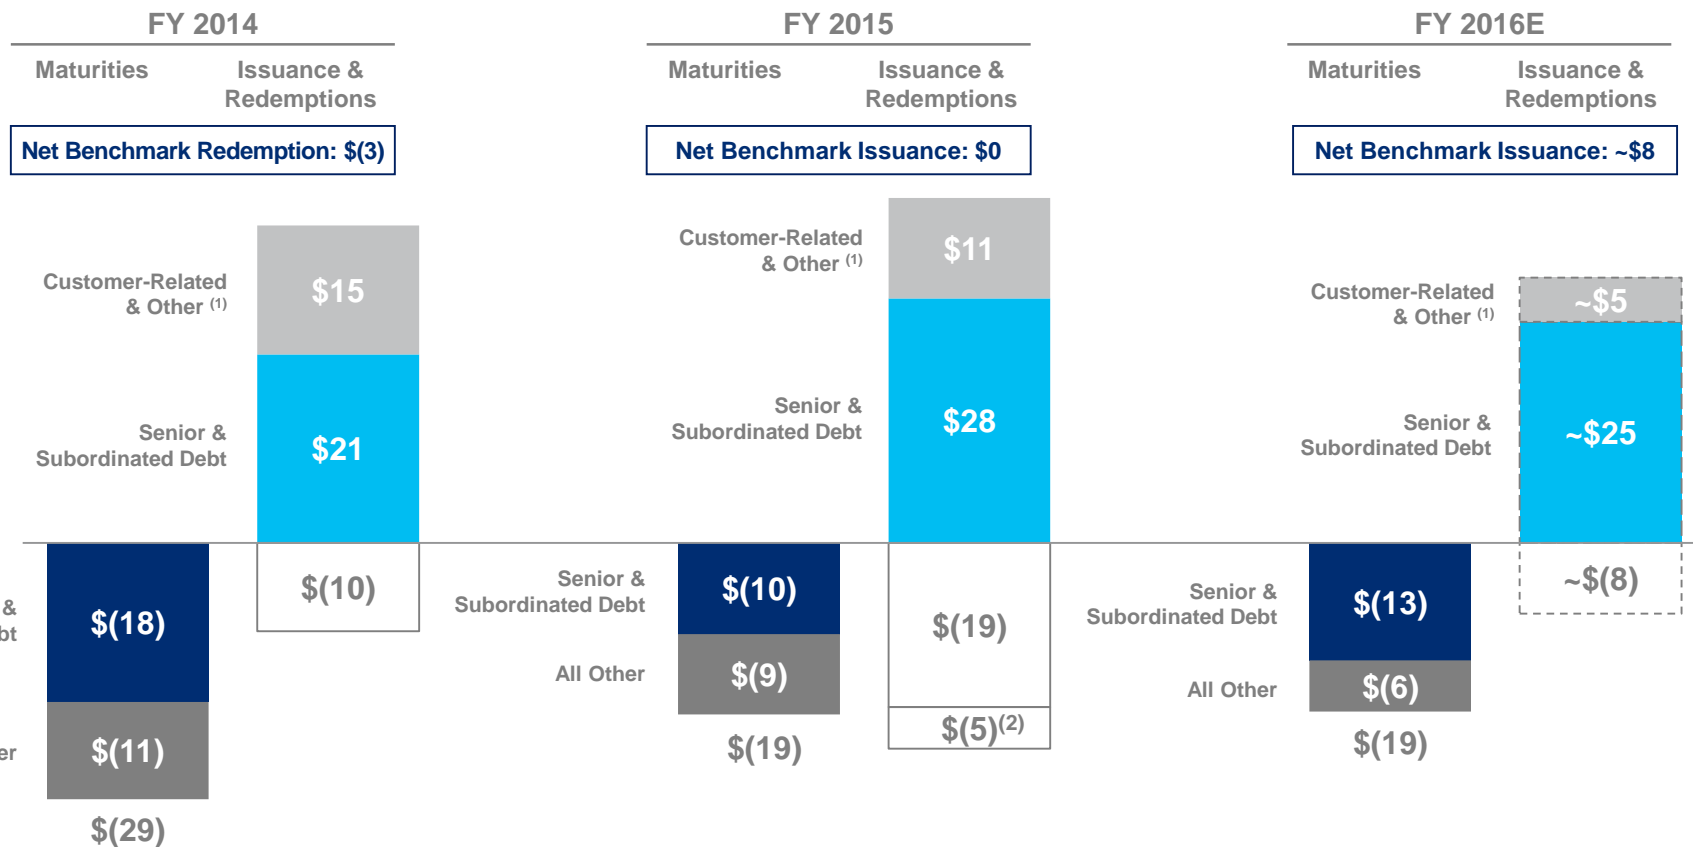 FY 2014
Maturities
Issuance &
Redemptions
Net Benchmark Redemption: $(3)
Customer-Related
& Other (1)
$15
Senior &
Subordinated Debt
$21
$(10)
&
$(18)
$(11)
$(29)
FY 2015
Maturities
Issuance &
Redemptions
Net Benchmark Issuance: $0
Customer-Related
& Other (1)
$11
Senior &
Subordinated Debt
$28
Senior &
Subordinated Debt
$(10)
All Other
$(9)
$(19)
$(19)
$(5)(2)
FY 2016E
Maturities
Issuance &
Redemptions
Net Benchmark Issuance: ~$8
Customer-Related
& Other (1)
~$5
Senior &
Subordinated Debt
~$25
Senior &
Subordinated Debt
$(13)
All Other
$(6)
$(19)
~$(8)